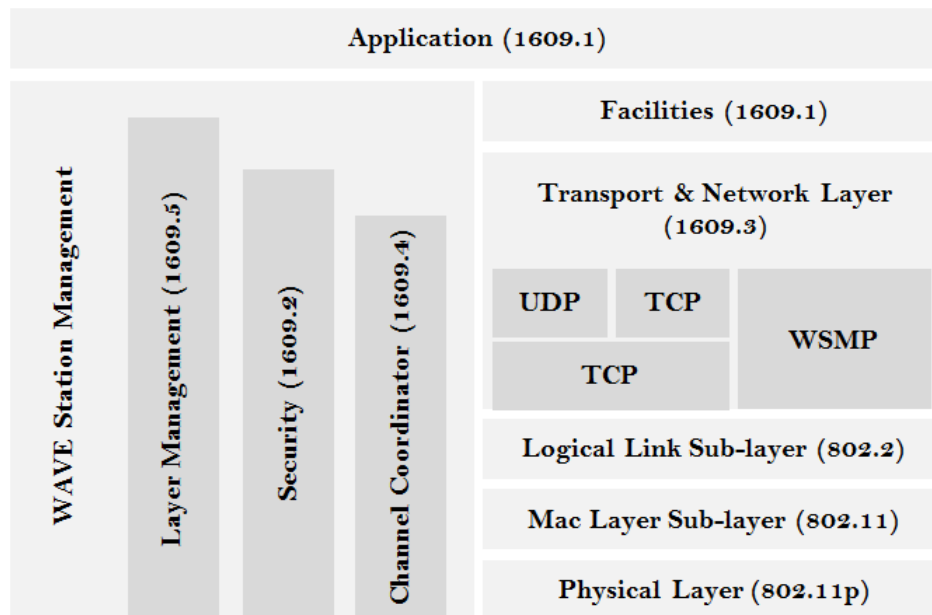 Application (1609.1)
WAVE Station Management
Layer Management (1609.5)
Security (1609.2)
Channel Coordinator (1609.4)
Facilities (1609.1)
Transport & Network Layer
(1609.3)
UDP
TCP
WSMP
TCP
Logical Link Sub-layer (802.2)
Mac Layer Sub-layer (802.11)
Physical Layer (802.11p)